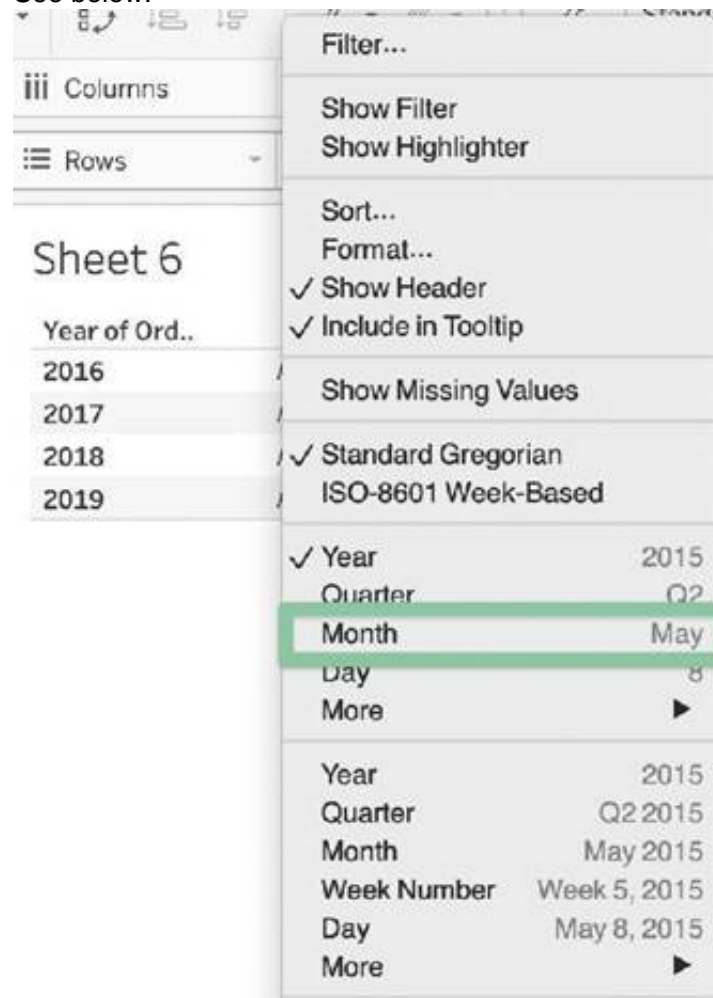 iii Columns
Rows
Sheet 6
Year of Ord..
2016
2017
2018
2019
Filter...
Show Filter
Show Highlighter
Sort...
Format...
✓ Show Header
✓ Include in Tooltip
Show Missing Values
✓ Standard Gregorian
ISO-8601 Week-Based
✓ Year 2015
Quarter Q2
Month May
Day 8
More ▶
Year 2015
Quarter Q2 2015
Month May 2015
Week Number Week 5, 2015
Day May 8, 2015
More ▶